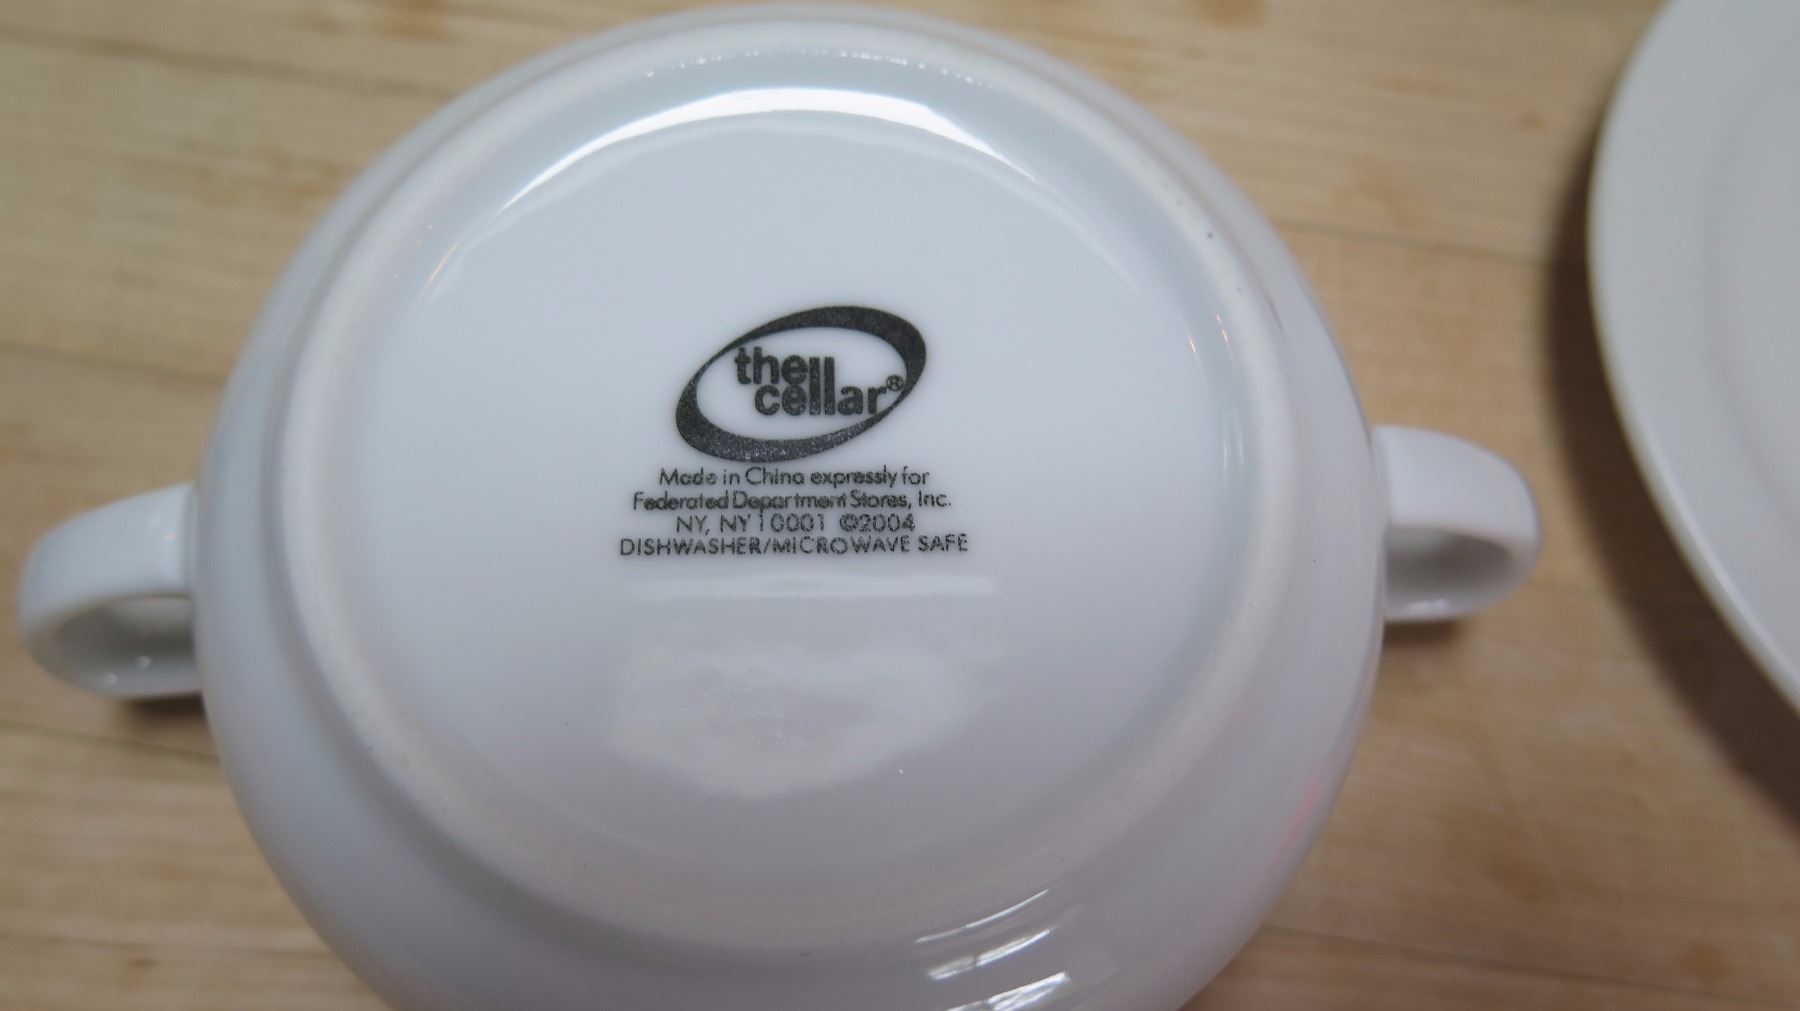 the
cellar®
Made in China expressly for
Federated Department Stores, Inc.
NY, NY 10001 ©2004
DISHWASHER/MICROWAVE SAFE